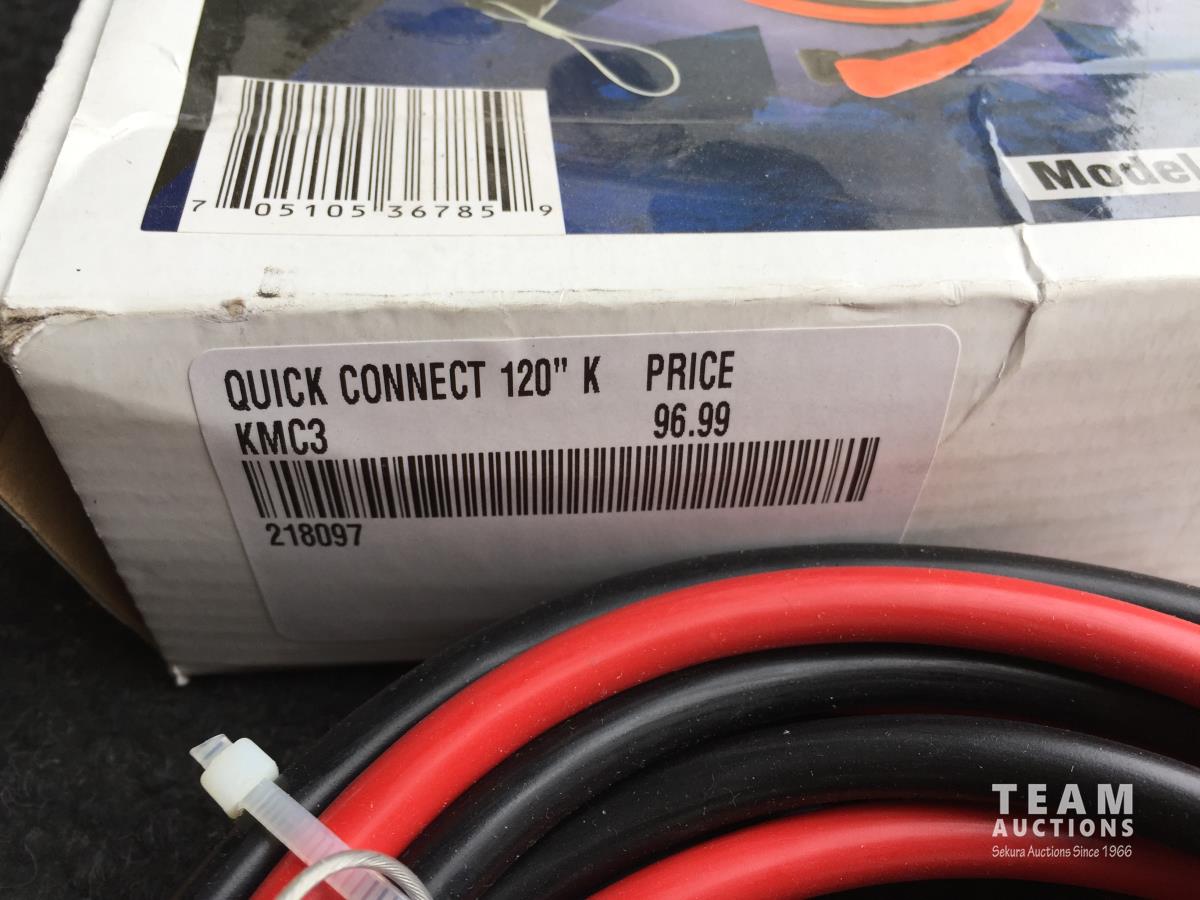 Model
7 05105 36785 9
QUICK CONNECT 120" K PRICE
KMC3 96.99
218097
TEAM
AUCTIONS
Sekura Auctions Since 1966